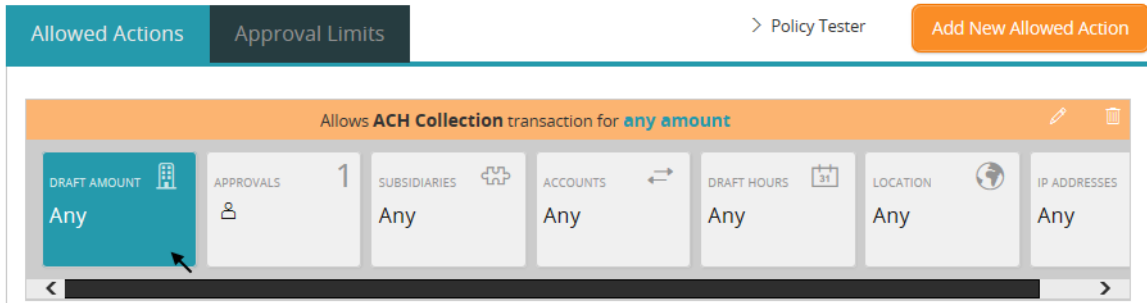 Allowed Actions
Approval Limits
> Policy Tester
Add New Allowed Action
Allows ACH Collection transaction for any amount
DRAFT AMOUNT
Any
APPROVALS
1
SUBSIDIARIES
Any
ACCOUNTS
Any
DRAFT HOURS
31
Any
LOCATION
Any
IP ADDRESSES
Any